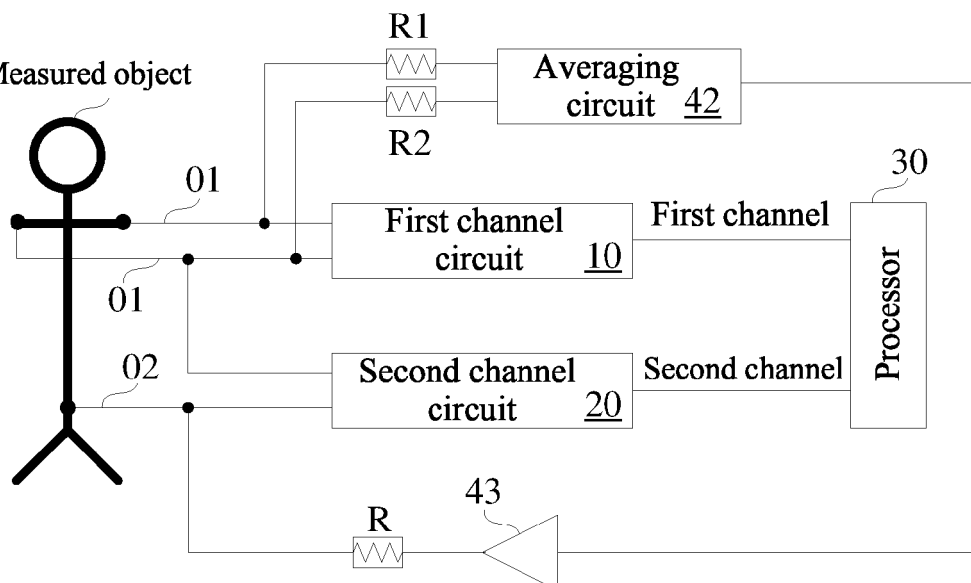 R1
Averaging
circuit 42
R2
Measured object
01
30
First channel
circuit 10
First channel
01
Processor
02
Second channel
circuit 20
Second channel
43
R